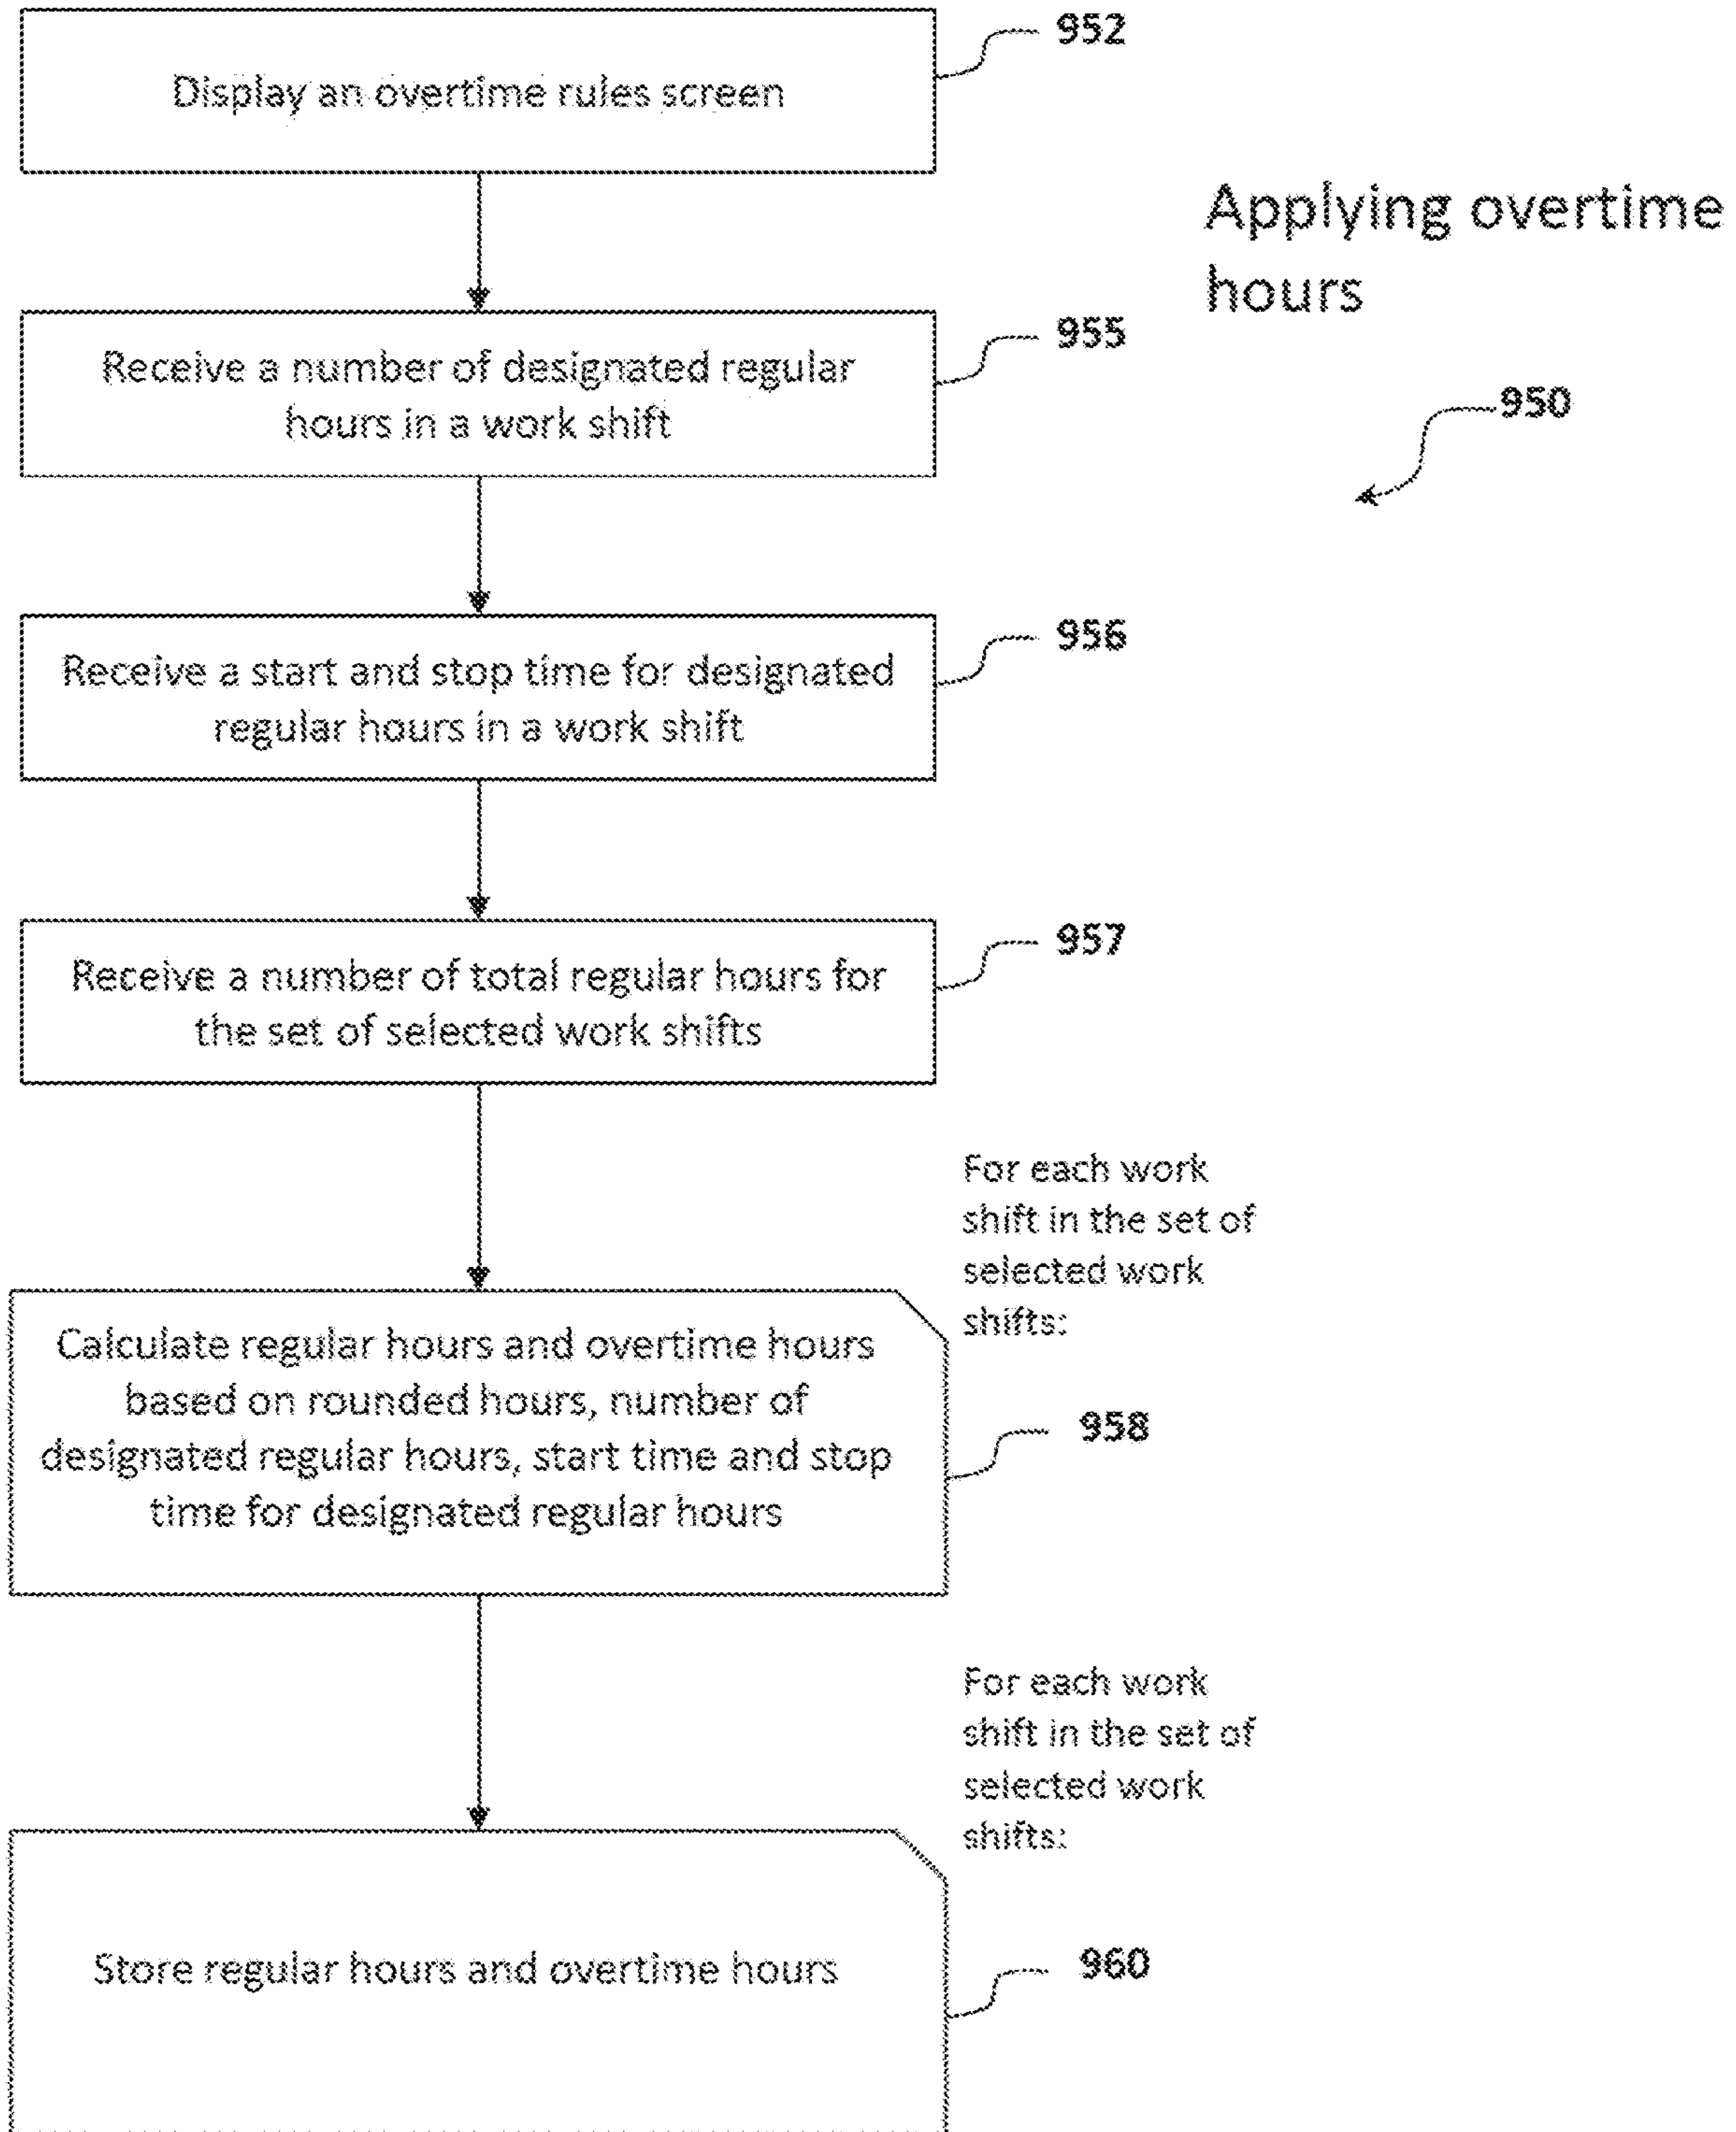 952
Display an overtime rules screen
Applying overtime
hours
955
Receive a number of designated regular
hours in a work shift
950
956
Receive a start and stop time for designated
regular hours in a work shift
957
Receive a number of total regular hours for
the set of selected work shifts
For each work
shift in the set of
selected work
shifts:
Calculate regular hours and overtime hours
based on rounded hours, number of
designated regular hours, start time and stop
time for designated regular hours
958
For each work
shift in the set of
selected work
shifts:
Store regular hours and overtime hours
960